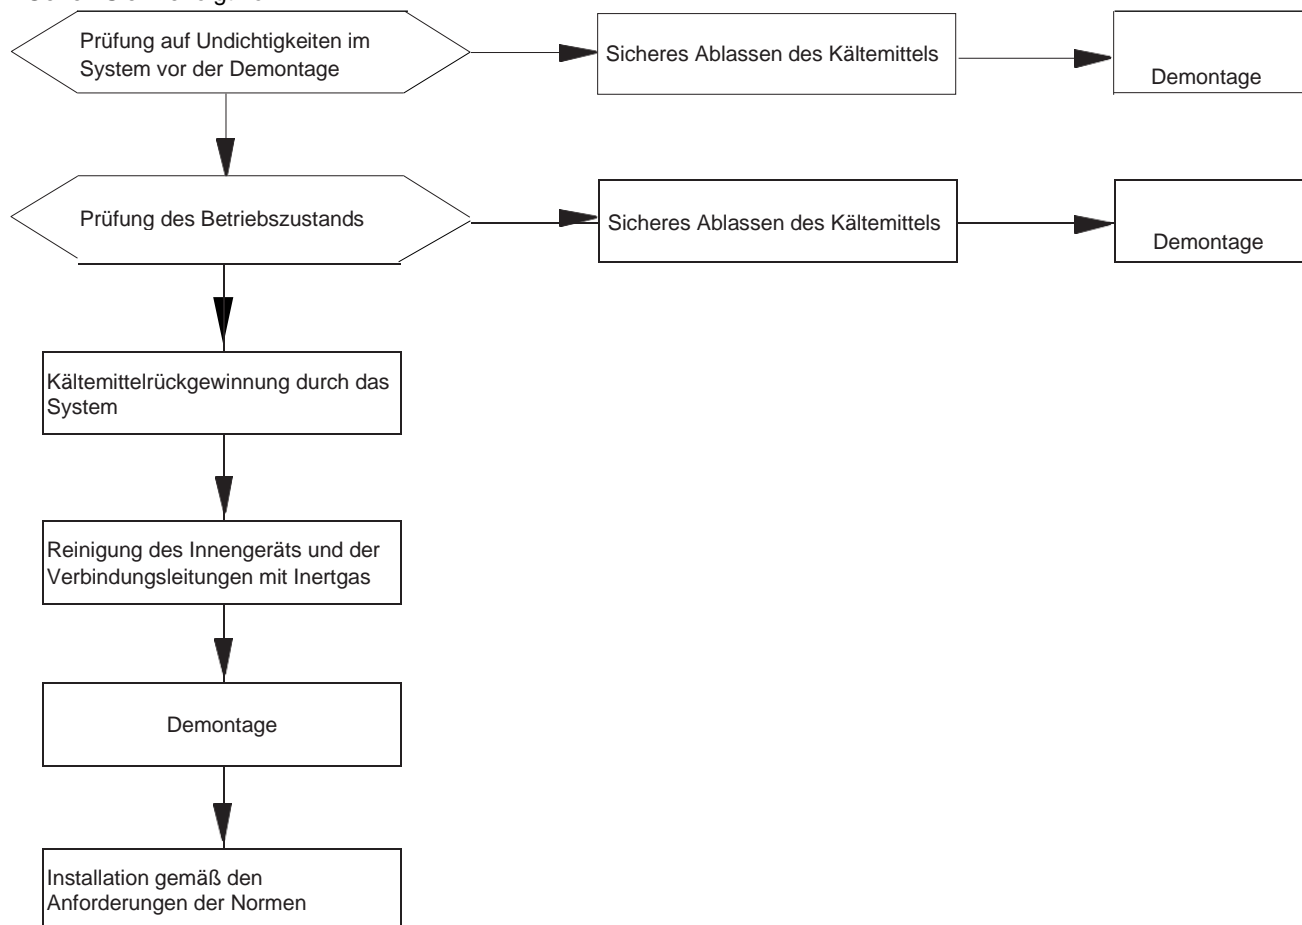 Prüfung auf Undichtigkeiten im
System vor der Demontage
Sicheres Ablassen des Kältemittels
Demontage
Prüfung des Betriebszustands
Sicheres Ablassen des Kältemittels
Demontage
Kältemittelrückgewinnung durch das
System
Reinigung des Innengeräts und der
Verbindungsleitungen mit Inertgas
Demontage
Installation gemäß den
Anforderungen der Normen